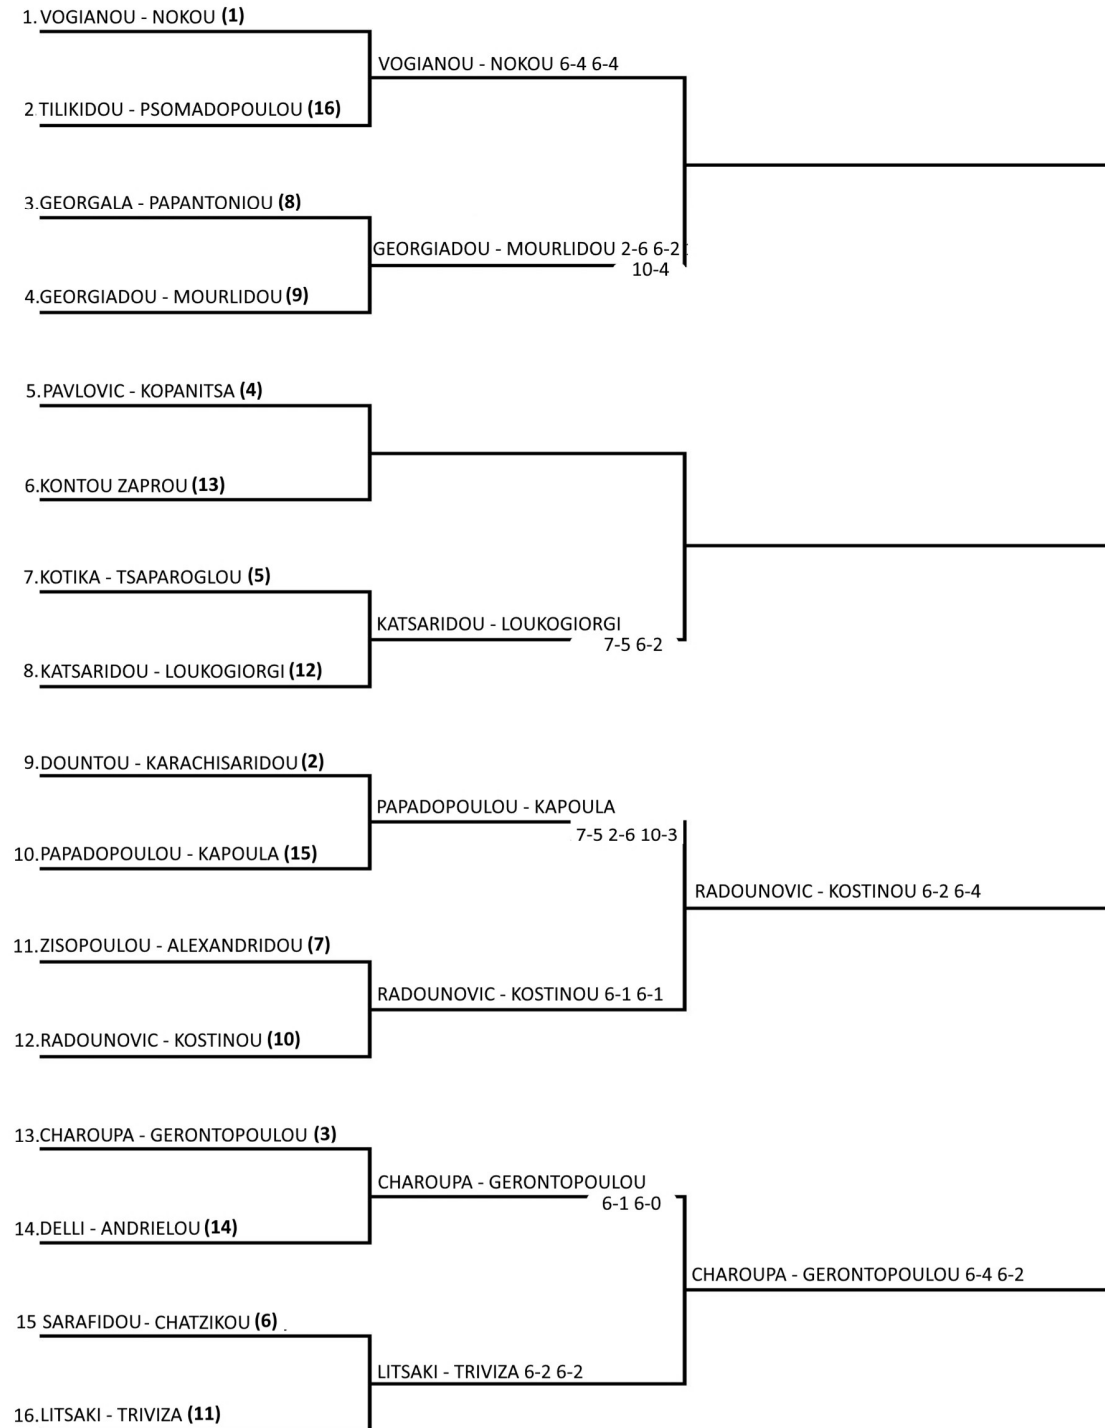 1. VOGIANOU - NOKOU (1)
VOGIANOU - NOKOU 6-4 6-4
2. TILIKIDOU - PSOMADOPOULOU (16)
3. GEORGALA - PAPANTONIOU (8)
GEORGIADOU - MOURLIDOU 2-6 6-2
10-4
4. GEORGIADOU - MOURLIDOU (9)
5. PAVLOVIC - KOPANITSA (4)
6. KONTOU ZAPROU (13)
7. KOTIKA - TSAPAROGLOU (5)
KATSARIDOU - LOUKOGIORGI
7-5 6-2
8. KATSARIDOU - LOUKOGIORGI (12)
9. DOUNTOU - KARACHISARIDOU (2)
PAPADOPOULOU - KAPOULA
7-5 2-6 10-3
10. PAPADOPOULOU - KAPOULA (15)
RADOUNOVIC - KOSTINOU 6-2 6-4
11. ZISOPOULOU - ALEXANDRIDOU (7)
RADOUNOVIC - KOSTINOU 6-1 6-1
12. RADOUNOVIC - KOSTINOU (10)
13. CHAROUPA - GERONTOPOULOU (3)
CHAROUPA - GERONTOPOULOU
6-1 6-0
14. DELLI - ANDRIELOU (14)
CHAROUPA - GERONTOPOULOU 6-4 6-2
15 SARAFIDOU - CHATZIKOU (6)
LITSAKI - TRIVIZA 6-2 6-2
16. LITSAKI - TRIVIZA (11)